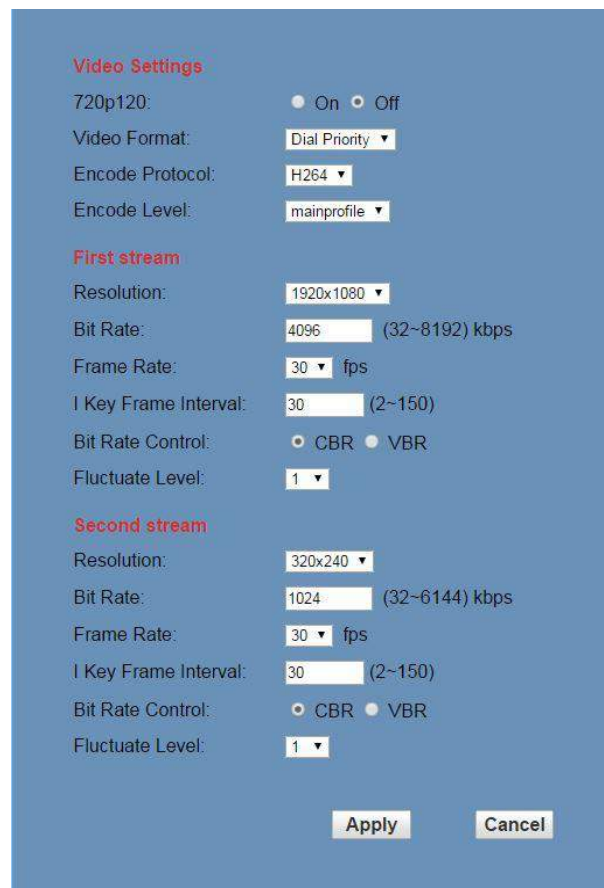 Video Settings
720p120: On Off
Video Format: Dial Priority
Encode Protocol: H264
Encode Level: mainprofile
First stream
Resolution: 1920x1080
Bit Rate: 4096 (32~8192) kbps
Frame Rate: 30 fps
I Key Frame Interval: 30 (2~150)
Bit Rate Control: CBR VBR
Fluctuate Level: 1
Second stream
Resolution: 320x240
Bit Rate: 1024 (32~6144) kbps
Frame Rate: 30 fps
I Key Frame Interval: 30 (2~150)
Bit Rate Control: CBR VBR
Fluctuate Level: 1
Apply Cancel